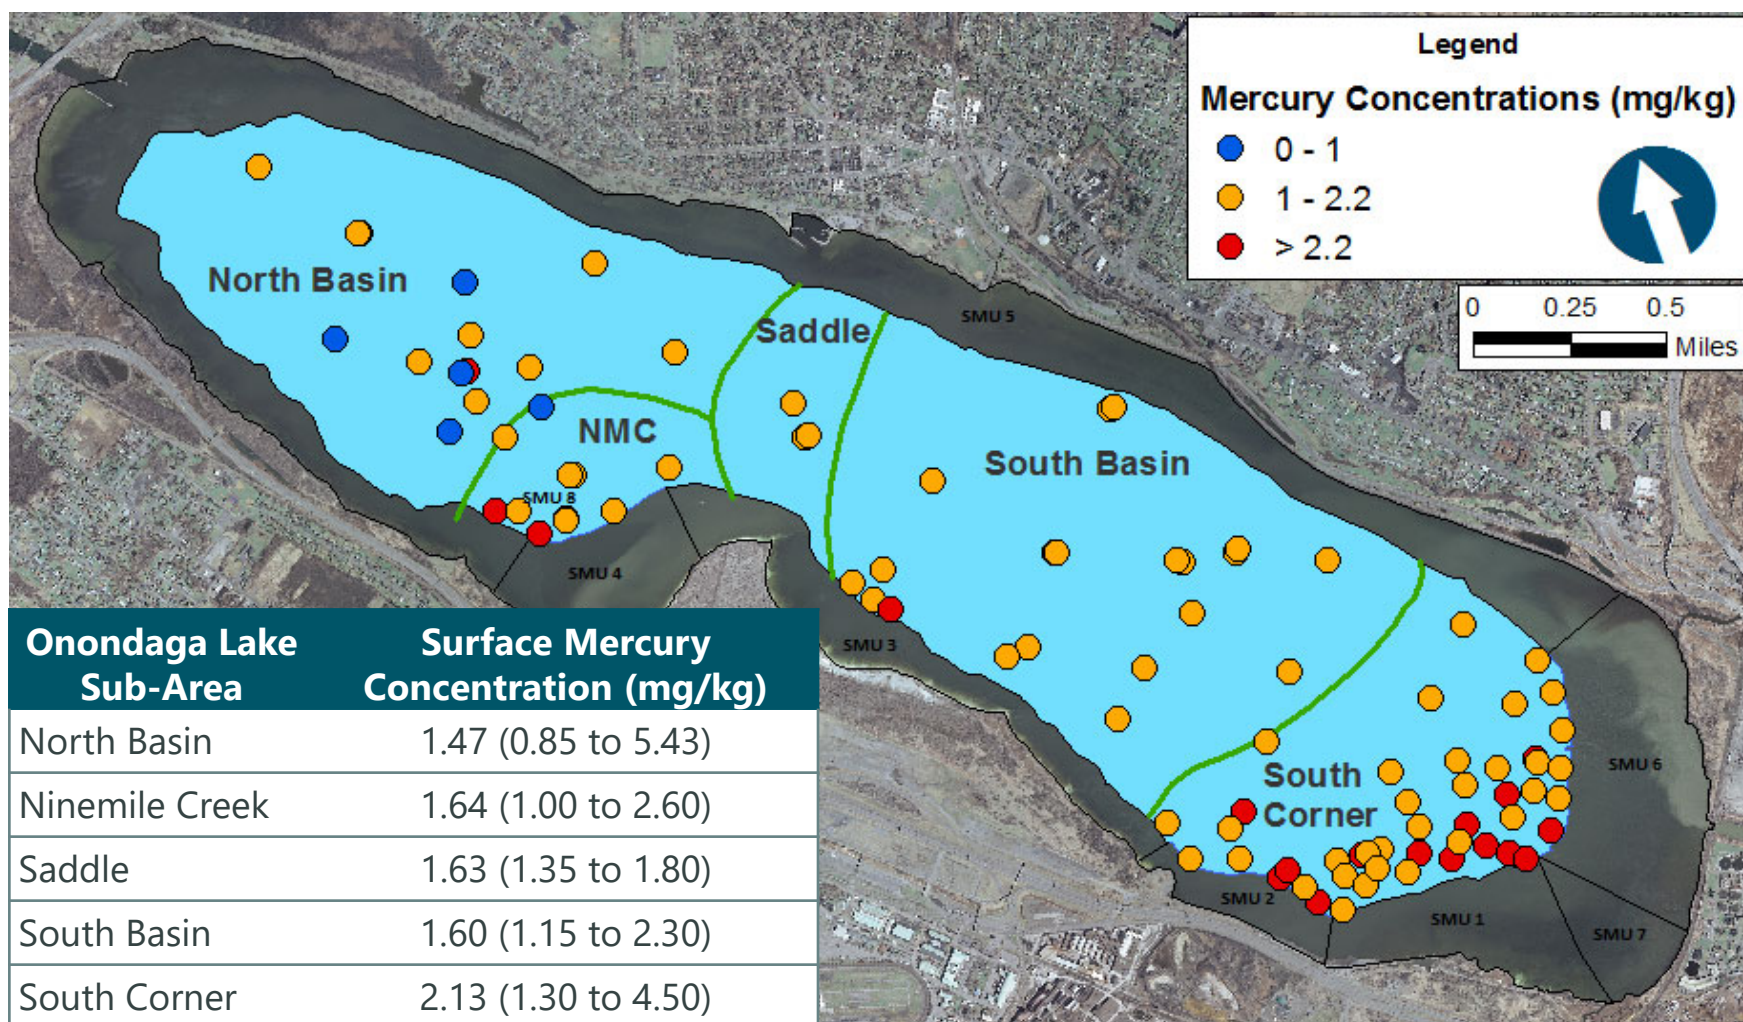 Legend
Mercury Concentrations (mg/kg)
0 - 1
1 - 2.2
> 2.2
0 0.25 0.5
Miles
North Basin
Saddle
SMU 5
NMC
South Basin
SMU 8
SMU 4
SMU 3
South
Corner
SMU 6
SMU 2
SMU 1
SMU 7
Onondaga Lake Sub-Area
Surface Mercury Concentration (mg/kg)
North Basin 1.47 (0.85 to 5.43)
Ninemile Creek 1.64 (1.00 to 2.60)
Saddle 1.63 (1.35 to 1.80)
South Basin 1.60 (1.15 to 2.30)
South Corner 2.13 (1.30 to 4.50)